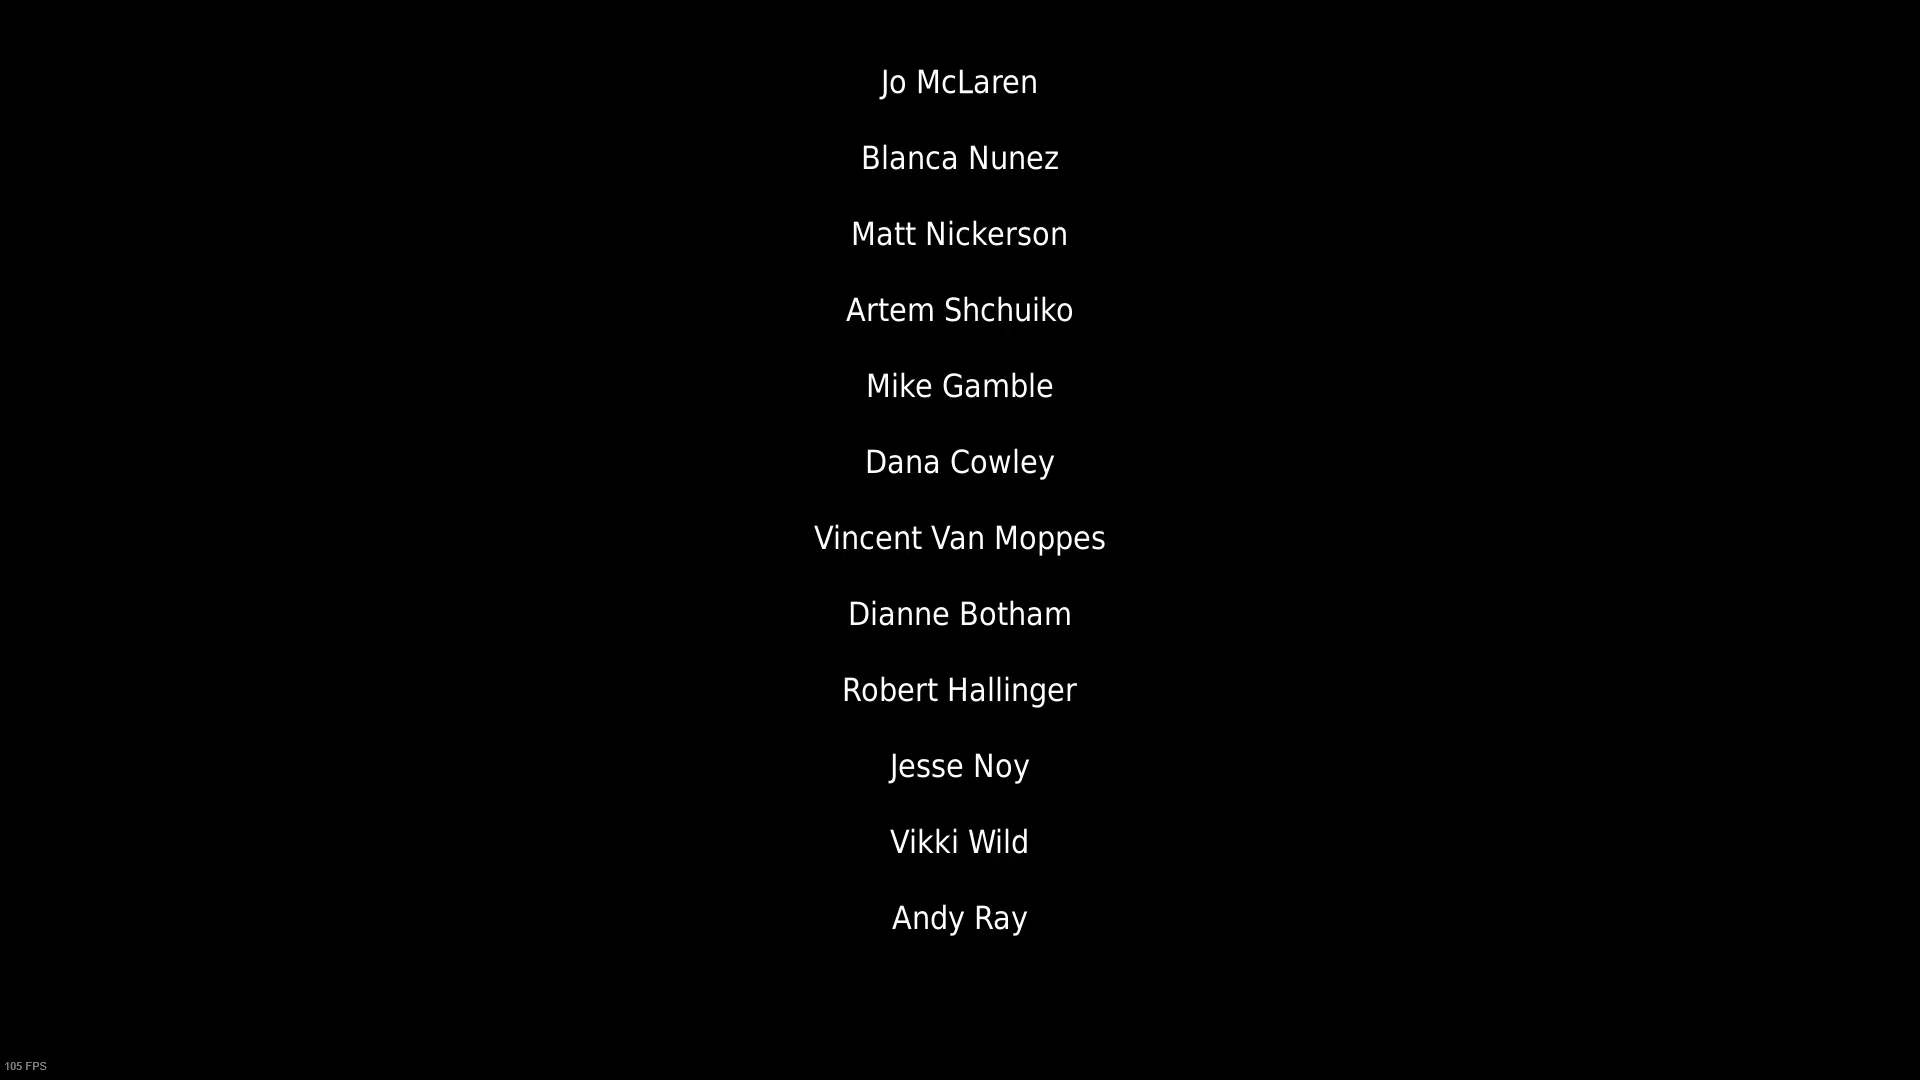 Jo McLaren
Blanca Nunez
Matt Nickerson
Artem Shchuiko
Mike Gamble
Dana Cowley
Vincent Van Moppes
Dianne Botham
Robert Hallinger
Jesse Noy
Vikki Wild
Andy Ray
105 FPS